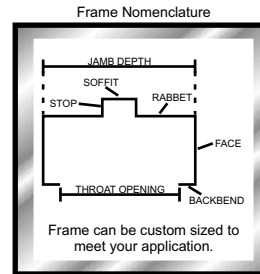 Frame Nomenclature
JAMB DEPTH
SOFFIT
STOP
RABBET
FACE
THROAT OPENING
BACKBEND
Frame can be custom sized to
meet your application.